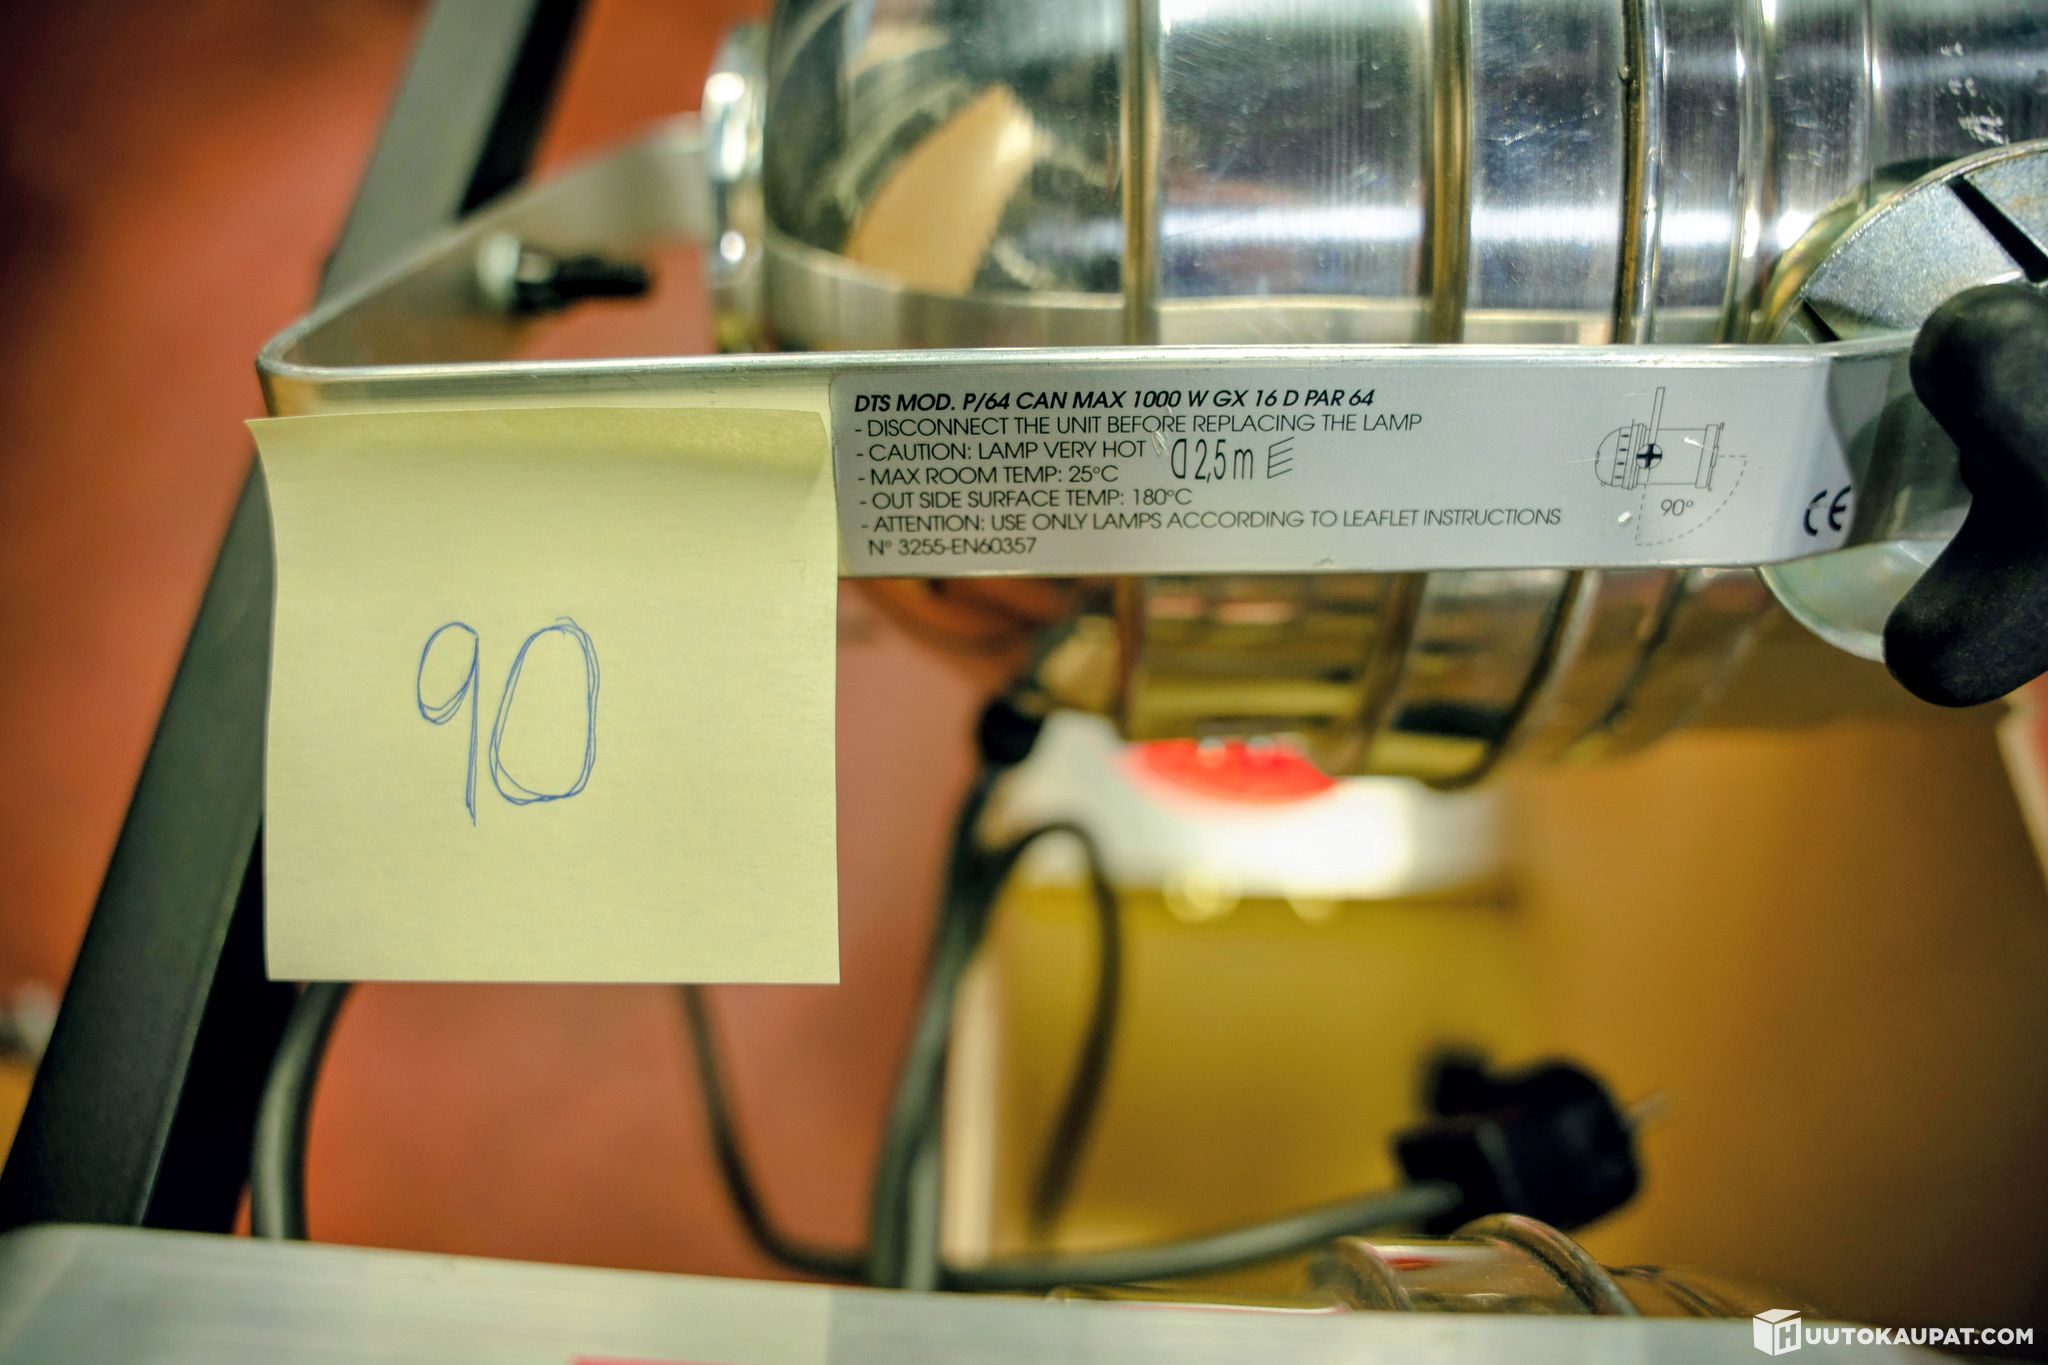 DTS MOD. P/64 CAN MAX 1000 W GX 16 D PAR 64
- DISCONNECT THE UNIT BEFORE REPLACING THE LAMP
- CAUTION: LAMP VERY HOT
2,5m
- MAX ROOM TEMP: 25°C
- OUT SIDE SURFACE TEMP: 180°C
- ATTENTION: USE ONLY LAMPS ACCORDING TO LEAFLET INSTRUCTIONS
N° 3255-EN60357
90°
CE
90
HUUTOKAUPAT.COM